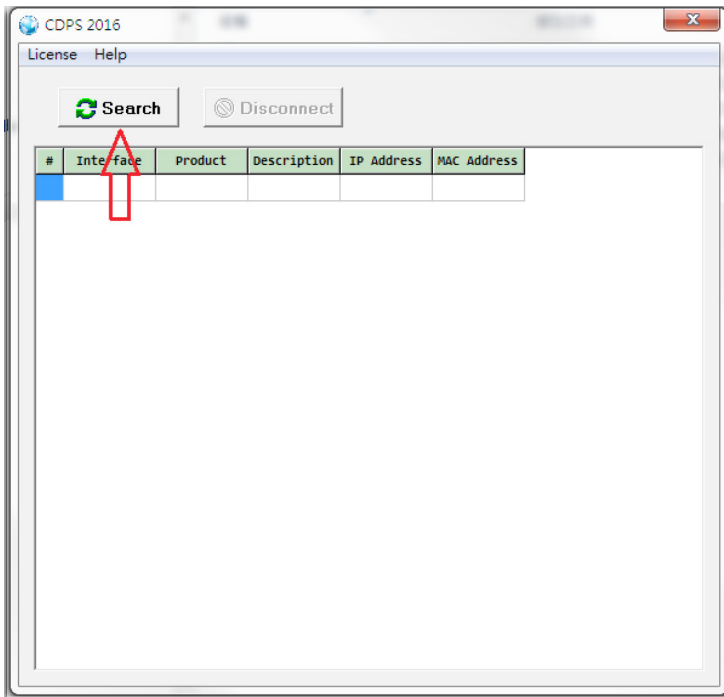 CDPS 2016
License Help
Search Disconnect
# Interface Product Description IP Address MAC Address